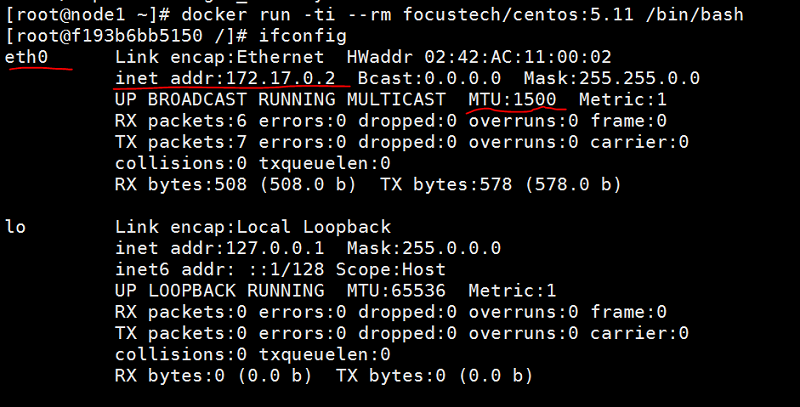 [root@node1 ~]# docker run -ti --rm focustech/centos:5.11 /bin/bash
[root@f193b6bb5150 /]# ifconfig
eth0 Link encap:Ethernet HWaddr 02:42:AC:11:00:02
inet addr:172.17.0.2 Bcast:0.0.0.0 Mask:255.255.0.0
UP BROADCAST RUNNING MULTICAST MTU:1500 Metric:1
RX packets:6 errors:0 dropped:0 overruns:0 frame:0
TX packets:7 errors:0 dropped:0 overruns:0 carrier:0
collisions:0 txqueuelen:0
RX bytes:508 (508.0 b) TX bytes:578 (578.0 b)
lo Link encap:Local Loopback
inet addr:127.0.0.1 Mask:255.0.0.0
inet6 addr: ::1/128 Scope:Host
UP LOOPBACK RUNNING MTU:65536 Metric:1
RX packets:0 errors:0 dropped:0 overruns:0 frame:0
TX packets:0 errors:0 dropped:0 overruns:0 carrier:0
collisions:0 txqueuelen:0
RX bytes:0 (0.0 b) TX bytes:0 (0.0 b)